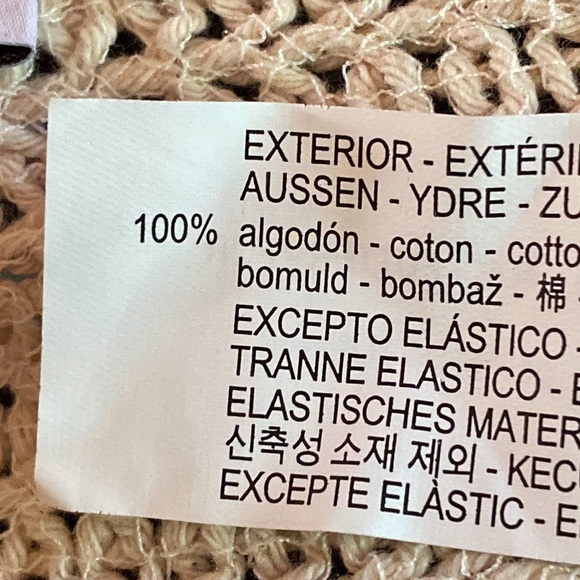 EXTERIOR - EXTÉRI
AUSSEN - YDRE - ZU
100% algodón - coton - cotto
bomuld - bombaž - 棉 -
EXCEPTO ELÁSTICO -
TRANNE ELASTICO - E
ELASTISCHES MATER
신축성 소재 제외 - KECU
EXCEPTE ELÀSTIC - E